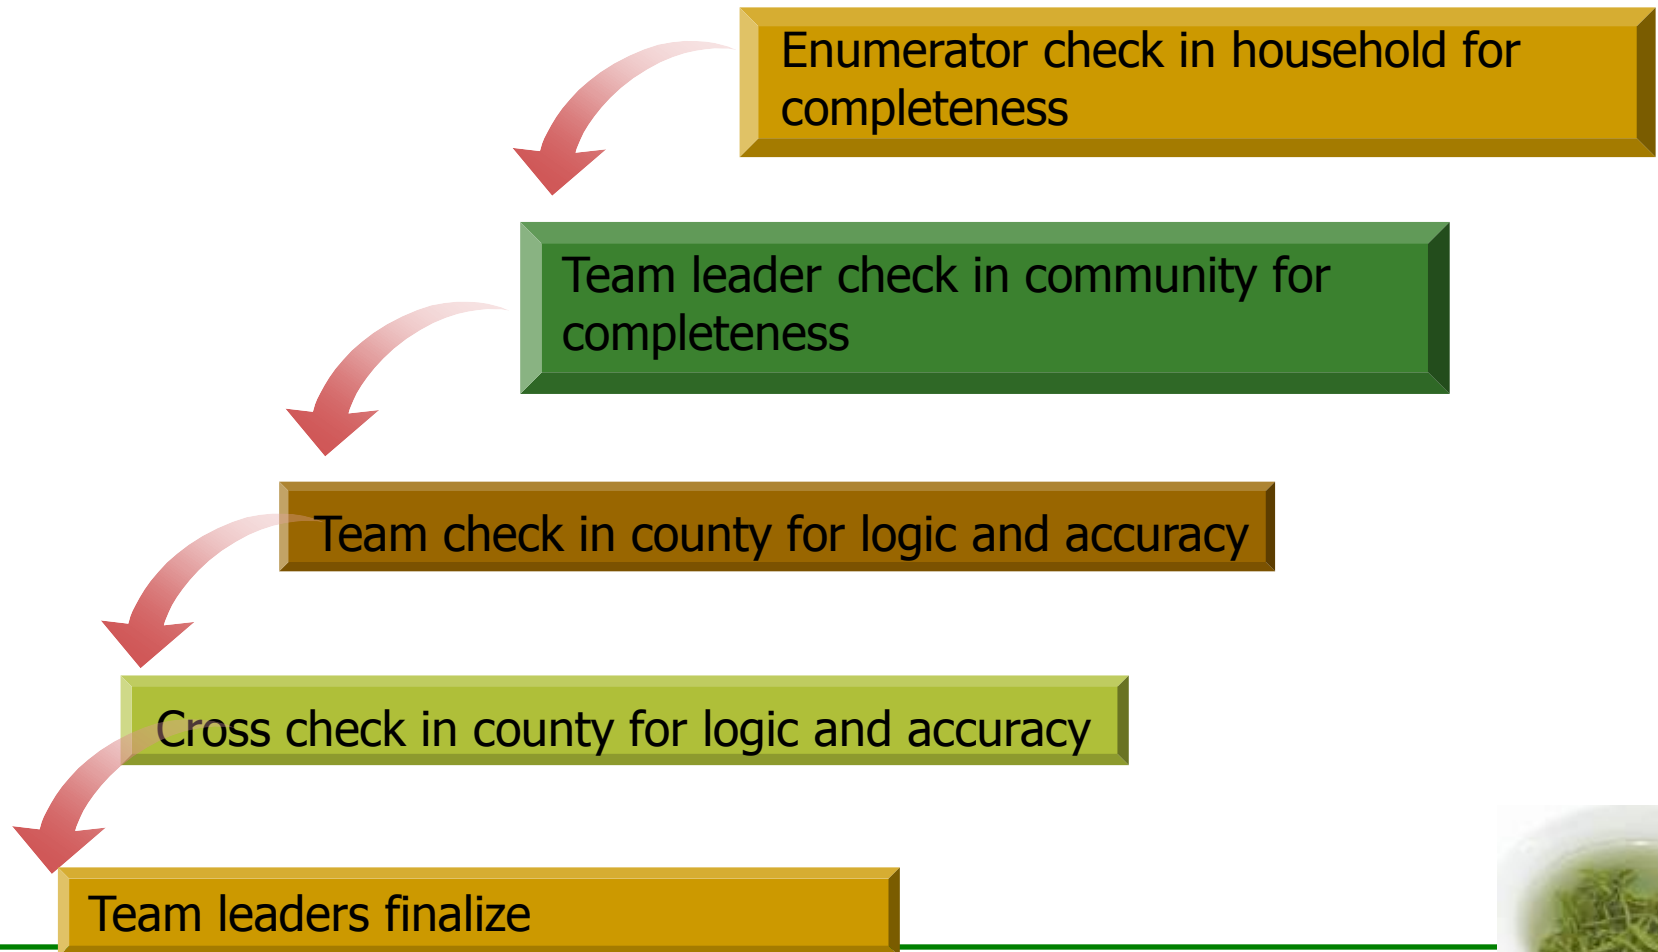 Enumerator check in household for
completeness
Team leader check in community for
completeness
Team check in county for logic and accuracy
Cross check in county for logic and accuracy
Team leaders finalize